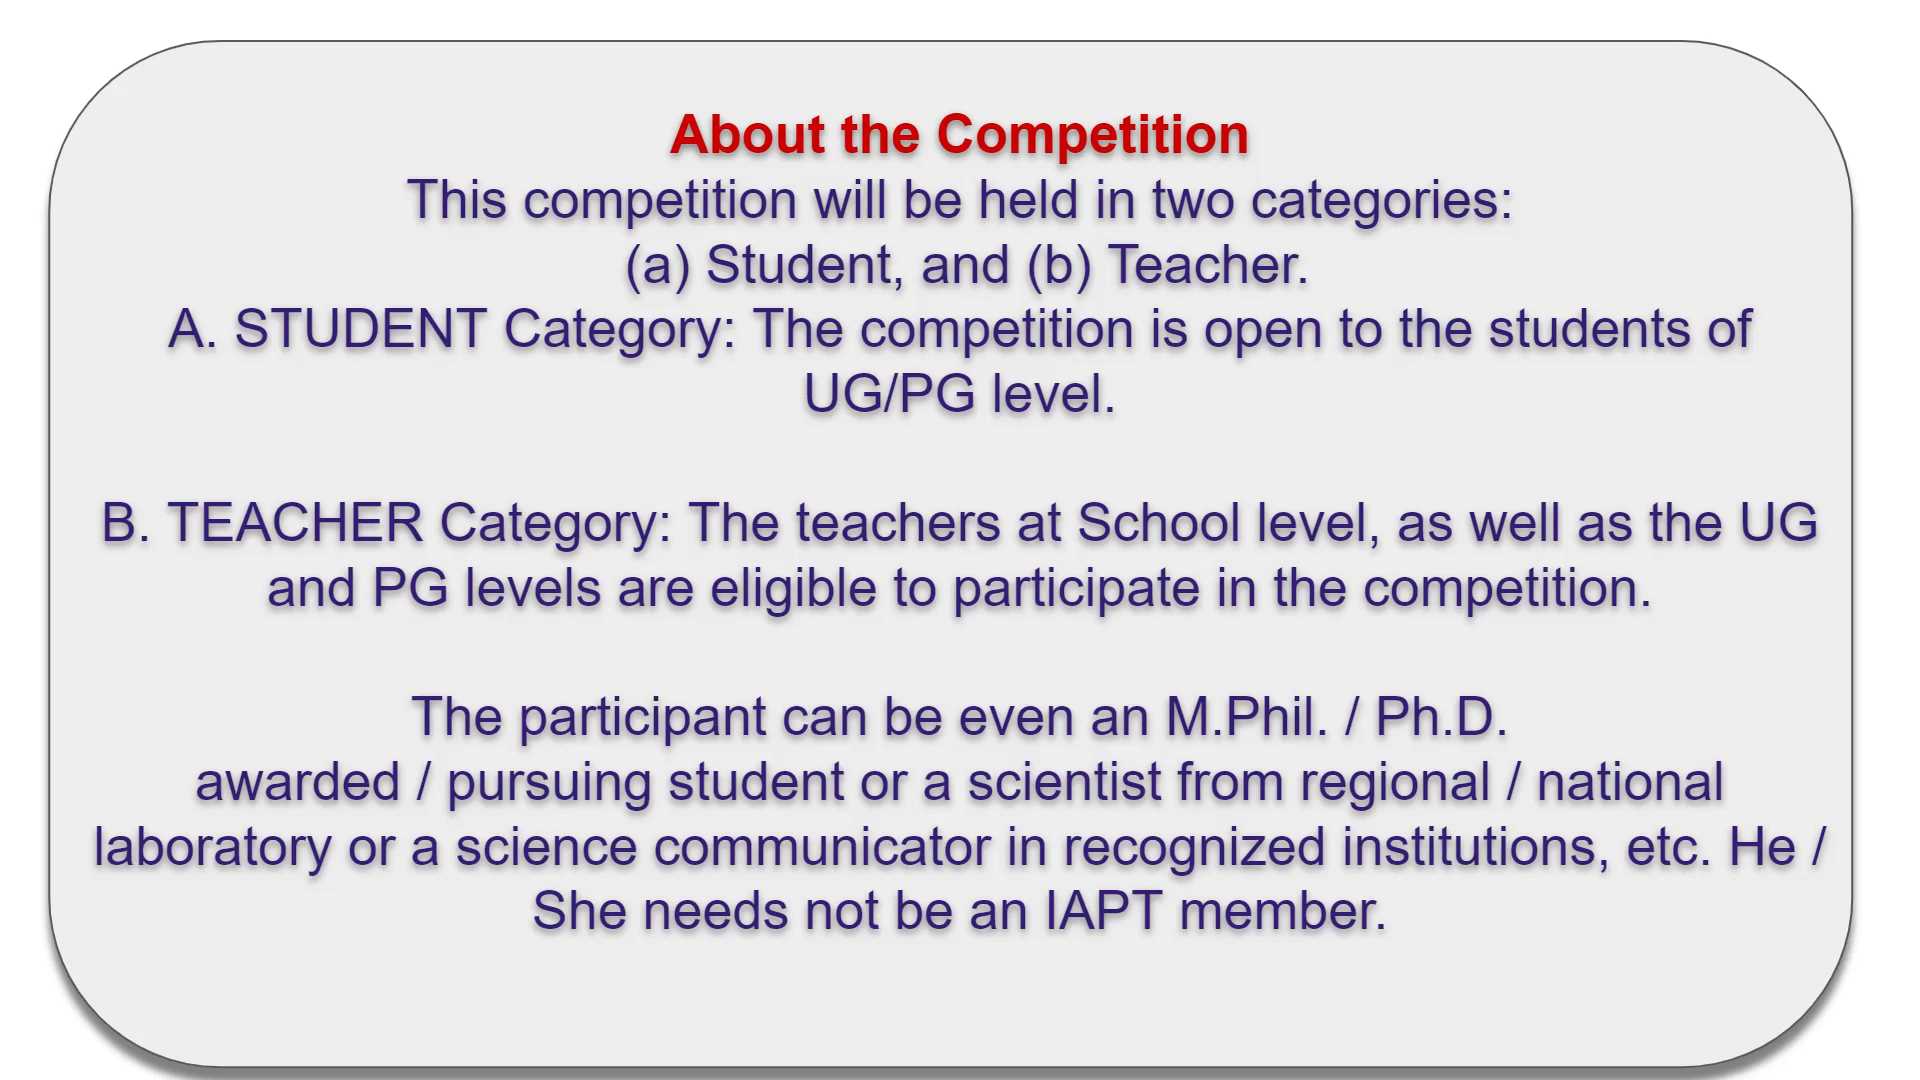 About the Competition
This competition will be held in two categories:
(a) Student, and (b) Teacher.
A. STUDENT Category: The competition is open to the students of
UG/PG level.
B. TEACHER Category: The teachers at School level, as well as the UG
and PG levels are eligible to participate in the competition.
The participant can be even an M.Phil. / Ph.D.
awarded / pursuing student or a scientist from regional / national
laboratory or a science communicator in recognized institutions, etc. He /
She needs not be an IAPT member.